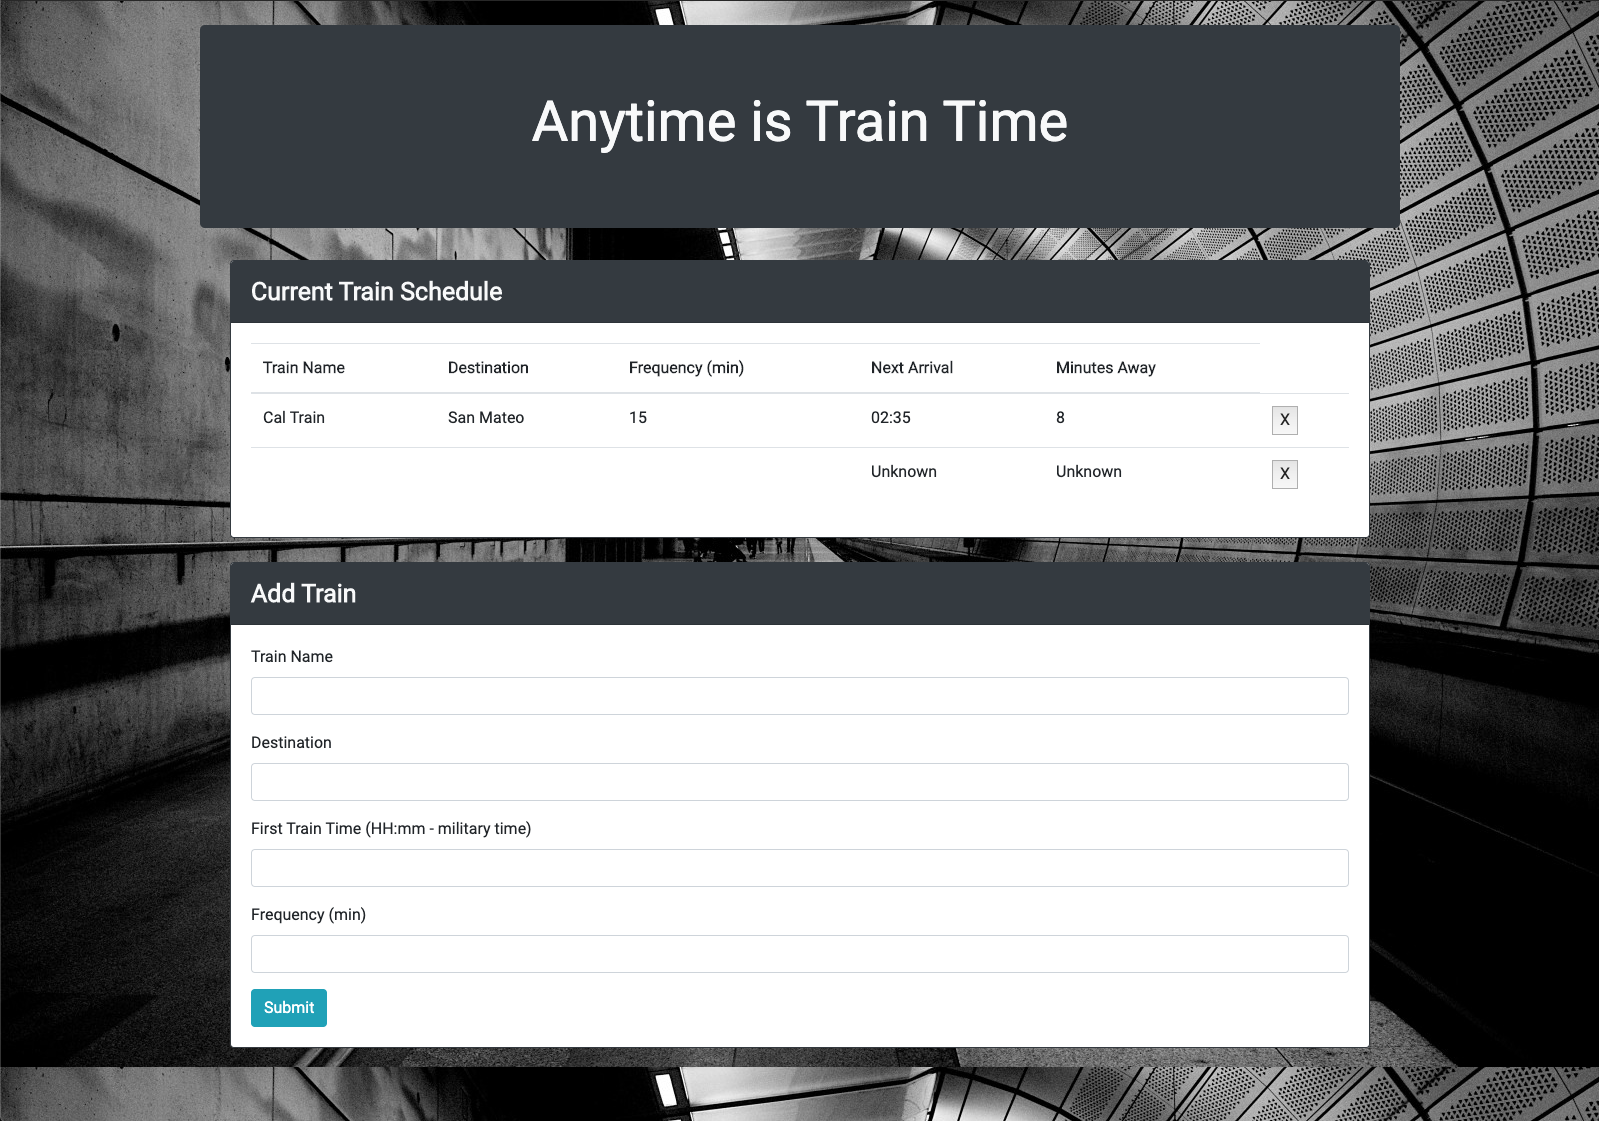 Anytime is Train Time
Current Train Schedule
Train Name Destination Frequency (min) Next Arrival Minutes Away
Cal Train San Mateo 15 02:35 8 X
Unknown Unknown X
Add Train
Train Name
Destination
First Train Time (HH:mm - military time)
Frequency (min)
Submit